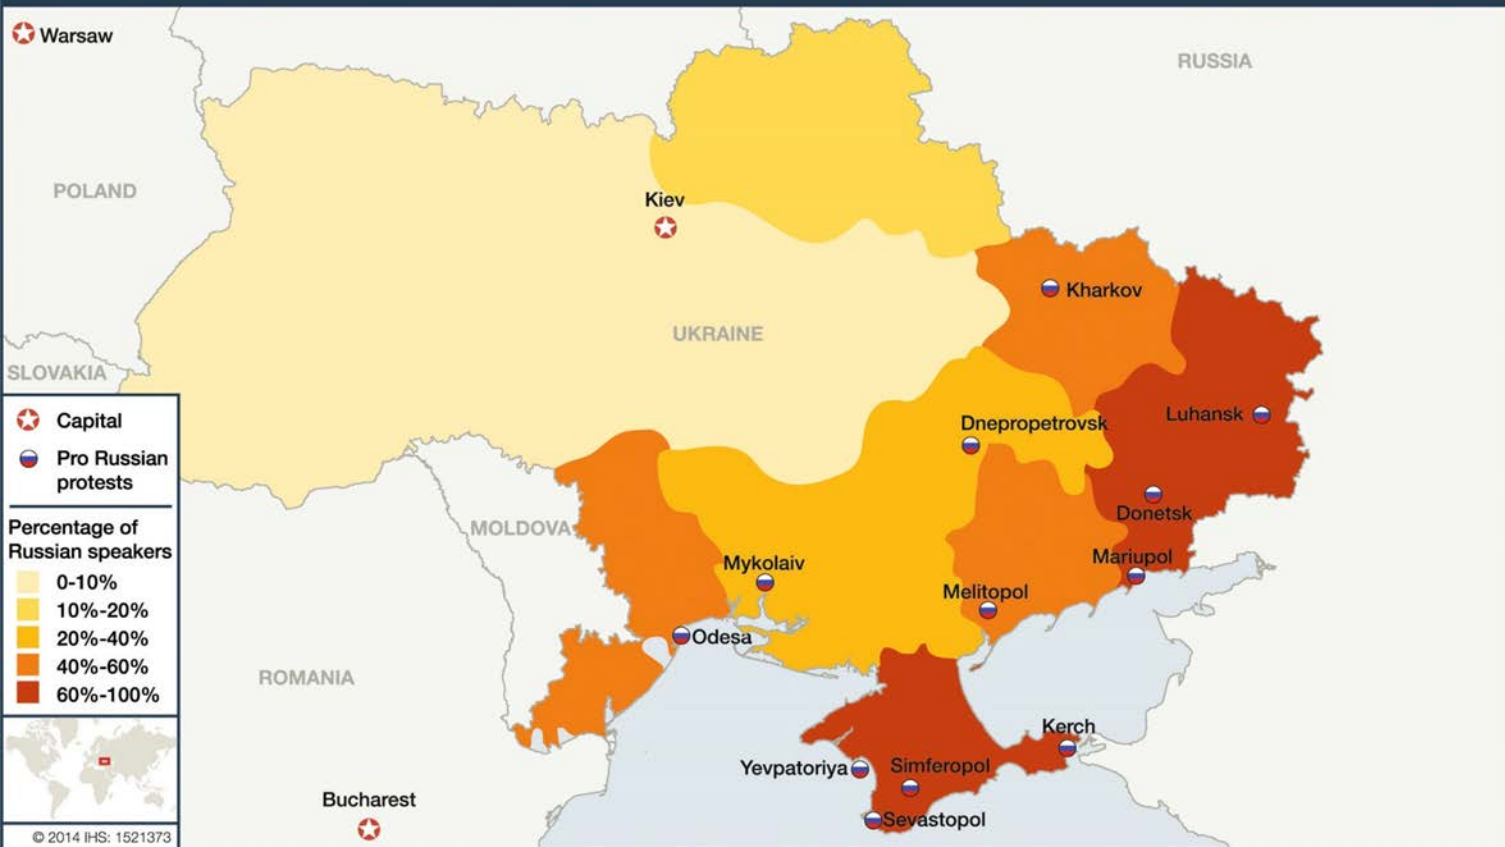 Warsaw
RUSSIA
POLAND
Kiev
Kharkov
UKRAINE
SLOVAKIA
Luhansk
Dnepropetrovsk
Donetsk
MOLDOVA
Mariupol
Mykolaiv
Melitopol
Odesa
ROMANIA
Kerch
Yevpatoriya
Simferopol
Bucharest
Sevastopol
Capital
Pro Russian
protests
Percentage of
Russian speakers
0-10%
10%-20%
20%-40%
40%-60%
60%-100%
© 2014 IHS: 1521373